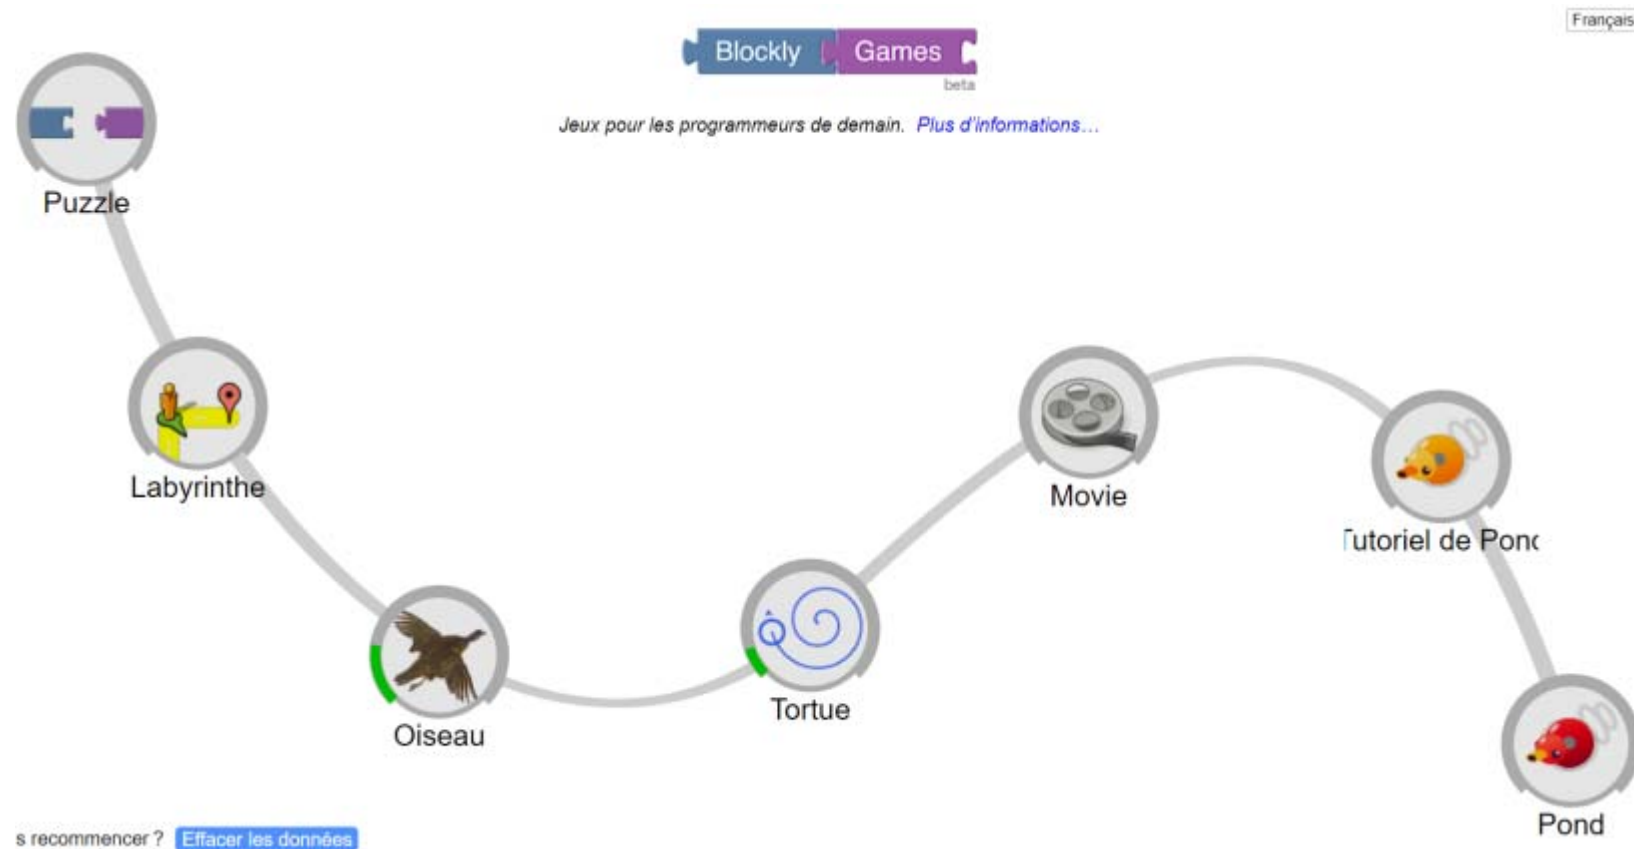 Français
Blockly Games
beta
Jeux pour les programmeurs de demain. Plus d'informations...
Puzzle
Labyrinthe
Oiseau
Tortue
Movie
Tutoriel de Pond
Pond
s recommencer ? Effacer les données